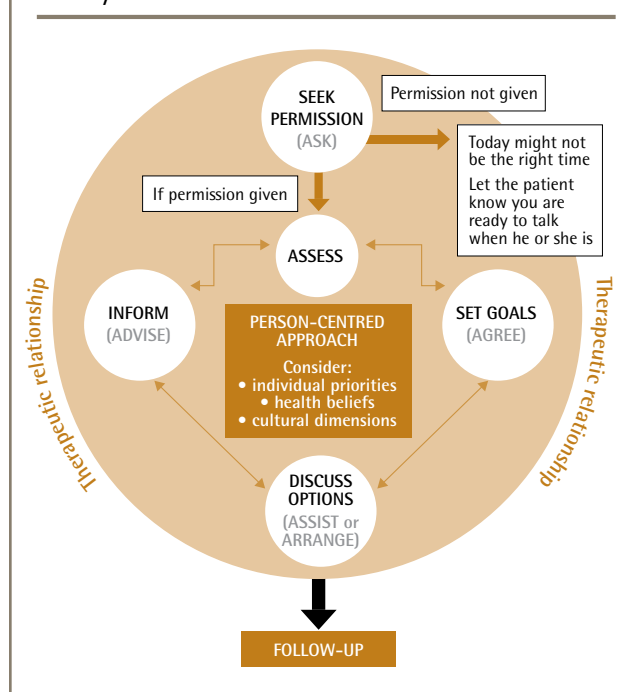 SEEK
PERMISSION
(ASK)
Permission not given
Today might not
be the right time
Let the patient
know you are
ready to talk
when he or she is
If permission given
ASSESS
INFORM
(ADVISE)
PERSON-CENTRED
APPROACH
Consider:
• individual priorities
• health beliefs
• cultural dimensions
SET GOALS
(AGREE)
Therapeutic relationship
Therapeutic relationship
DISCUSS
OPTIONS
(ASSIST or
ARRANGE)
FOLLOW-UP